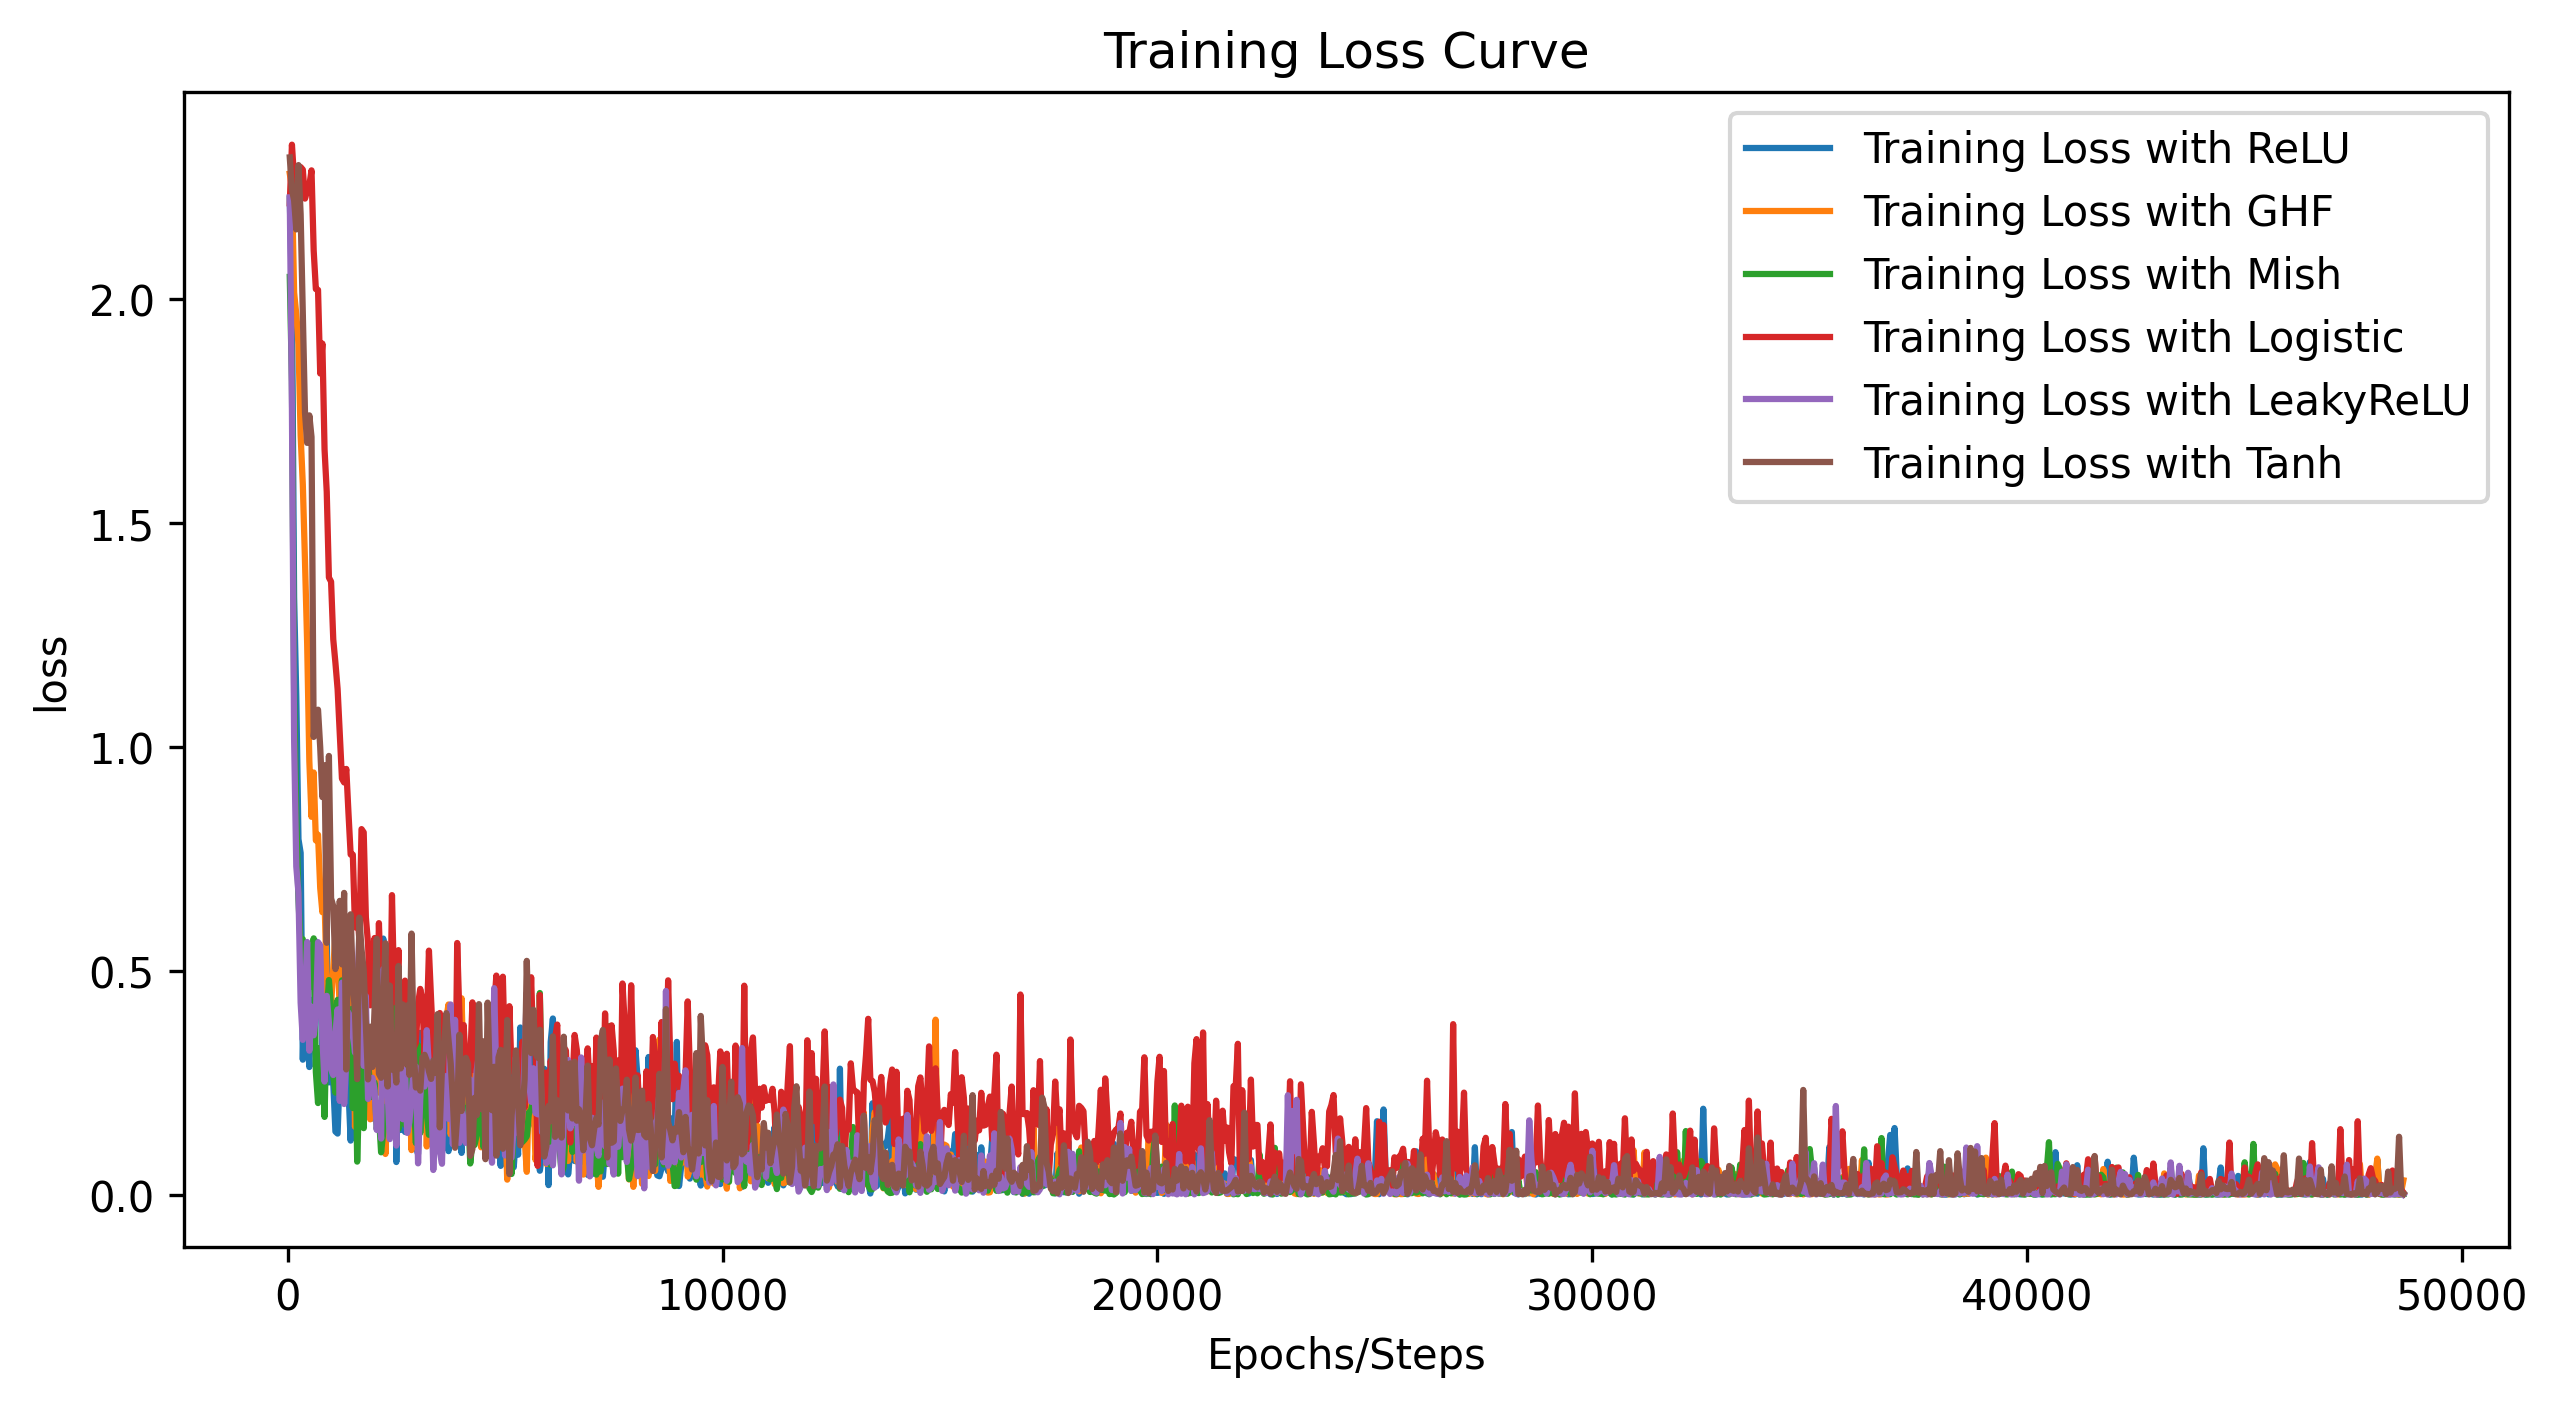 Training Loss Curve
Training Loss with ReLU
Training Loss with GHF
Training Loss with Mish
Training Loss with Logistic
Training Loss with LeakyReLU
Training Loss with Tanh
2.0
1.5
1.0
0.5
0.0
loss
0 10000 20000 30000 40000 50000
Epochs/Steps